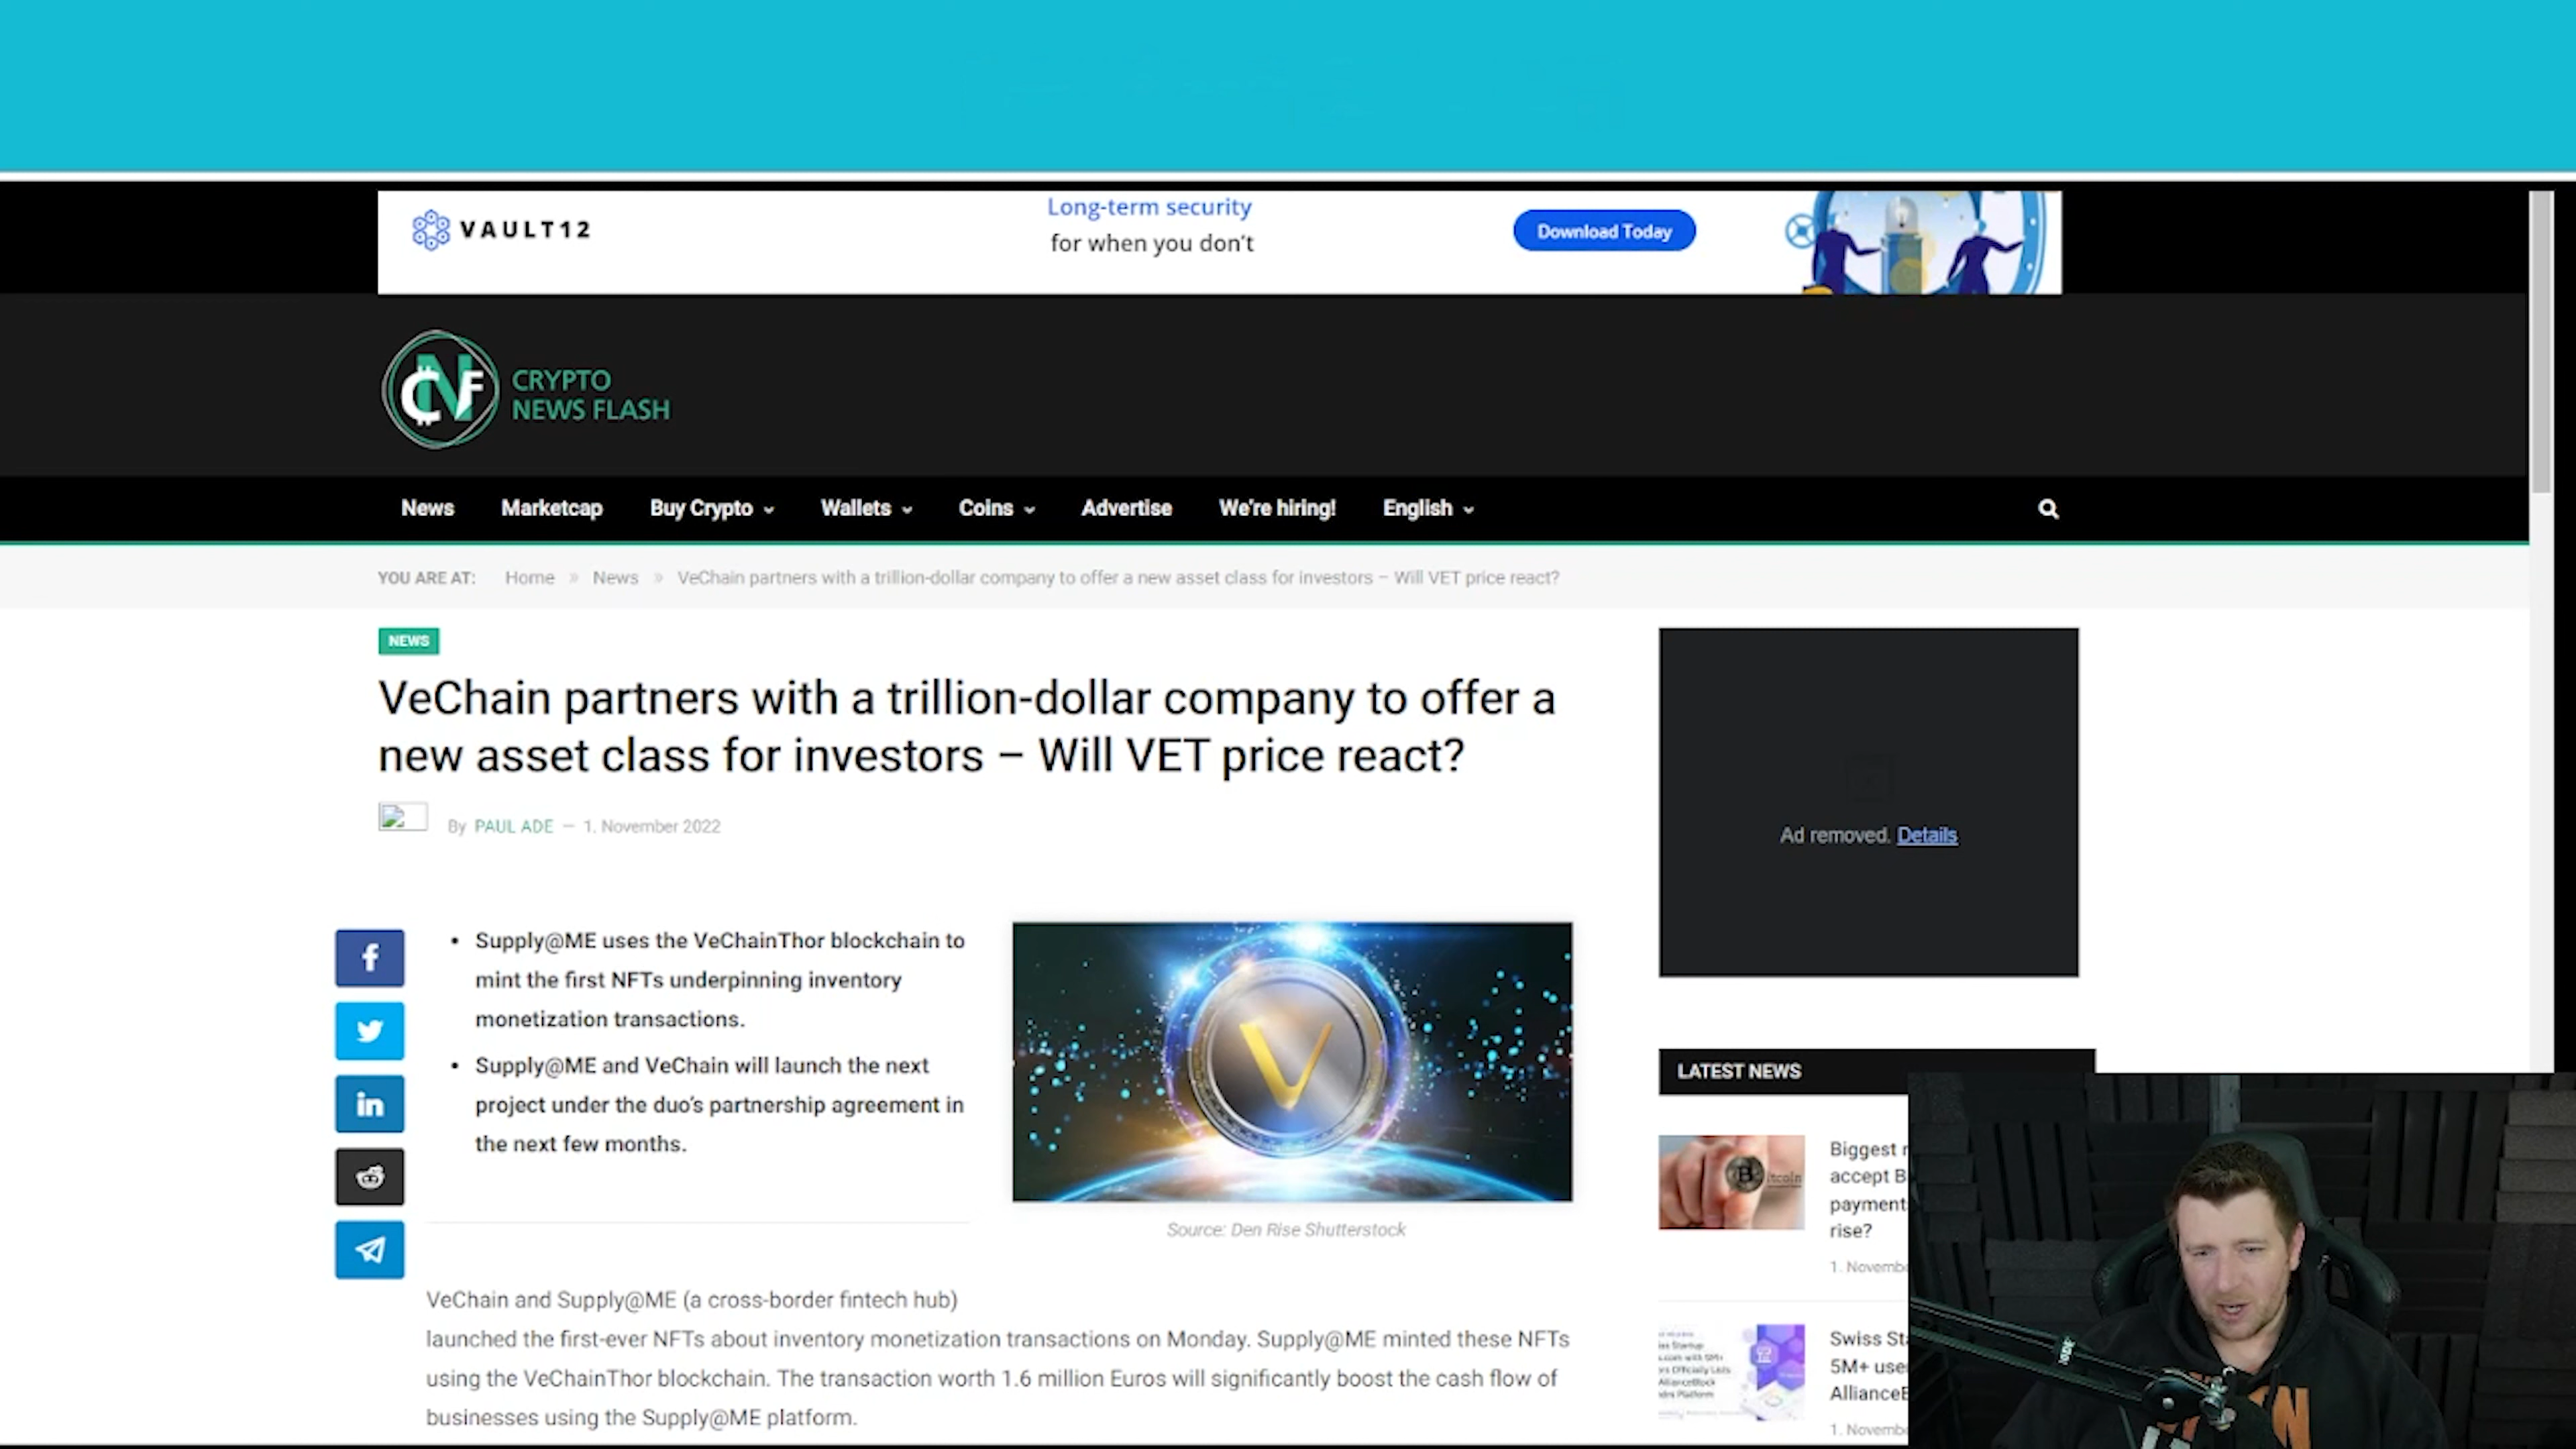 VAULT12
Long-term security
for when you don't
Download Today
CNF
CRYPTO
NEWS FLASH
News
Marketcap
Buy Crypto
Wallets
Coins
Advertise
We're hiring!
English
YOU ARE AT: Home » News » VeChain partners with a trillion-dollar company to offer a new asset class for investors – Will VET price react?
NEWS
VeChain partners with a trillion-dollar company to offer a
new asset class for investors – Will VET price react?
By PAUL ADE — 1. November 2022
Ad removed. Details
• Supply@ME uses the VeChainThor blockchain to
mint the first NFTs underpinning inventory
monetization transactions.
• Supply@ME and VeChain will launch the next
project under the duo's partnership agreement in
the next few months.
Source: Den Rise Shutterstock
VeChain and Supply@ME (a cross-border fintech hub)
launched the first-ever NFTs about inventory monetization transactions on Monday. Supply@ME minted these NFTs
using the VeChainThor blockchain. The transaction worth 1.6 million Euros will significantly boost the cash flow of
businesses using the Supply@ME platform.
LATEST NEWS
Biggest
accept
payment
rise?
1.
Swiss
5M+
1.
RODE